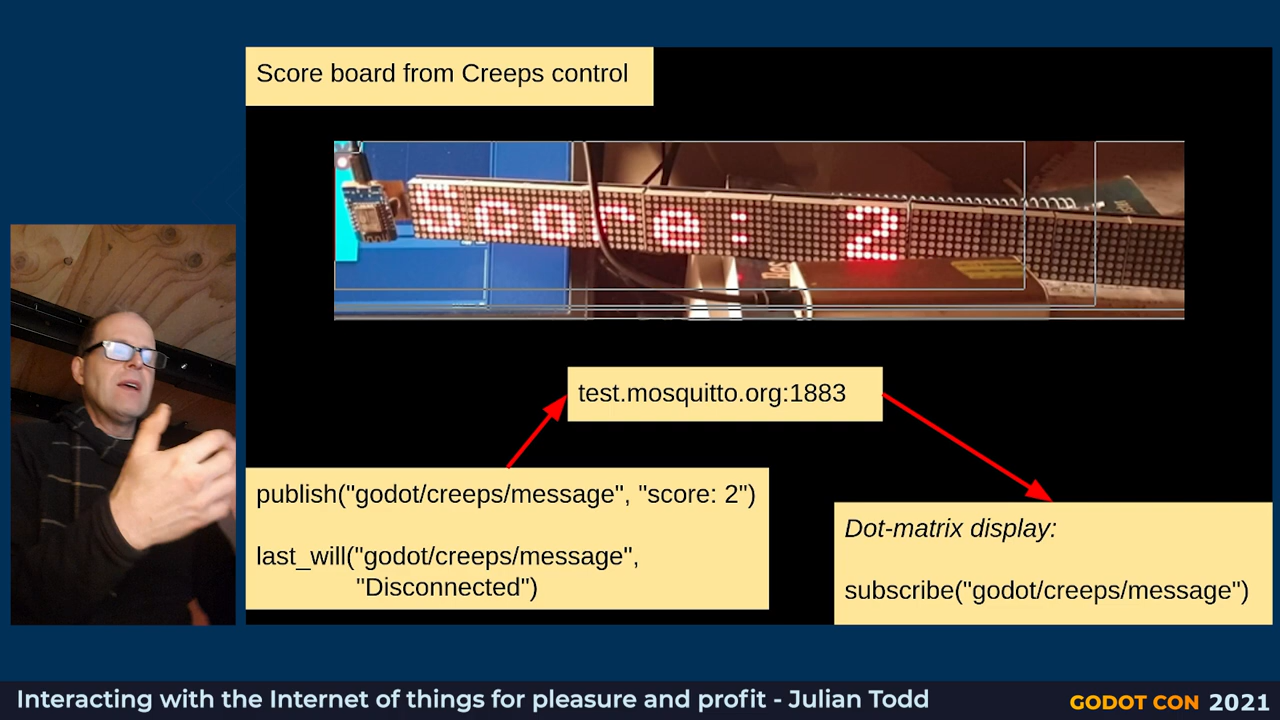 Score board from Creeps control
Score: 2
test.mosquitto.org:1883
publish("godot/creeps/message", "score: 2")
last_will("godot/creeps/message",
"Disconnected")
Dot-matrix display:
subscribe("godot/creeps/message")
Interacting with the Internet of things for pleasure and profit - Julian Todd
GODOT CON 2021